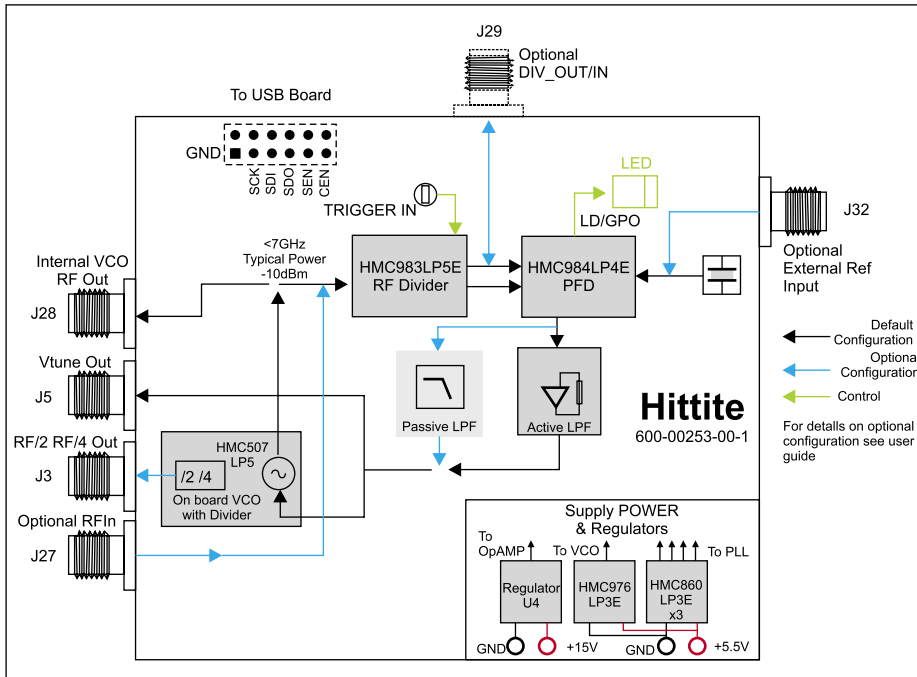 J29
Optional
DIV_OUT/IN
To USB Board
GND
SCK
SDI
SDO
SEN
CEN
TRIGGER IN
LED
LD/GPO
J32
Optional
External Ref
Input
<7GHz
Typical Power
-10dBm
HMC983LP5E
RF Divider
HMC984LP4E
PFD
Internal VCO
RF Out
J28
Vtune Out
J5
RF/2 RF/4 Out
J3
Optional RFIn
J27
Passive LPF
Active LPF
HMC507
LP5
/2 /4
On board VCO
with Divider
Hittite
600-00253-00-1
Default
Configuration
Optiona
Configuration
Control
For details on optional
configuration see user
guide
Supply POWER
& Regulators
To
OpAMP
To VCO
To PLL
Regulator
U4
HMC976
LP3E
HMC860
LP3E
x3
GND
+15V
GND
+5.5V